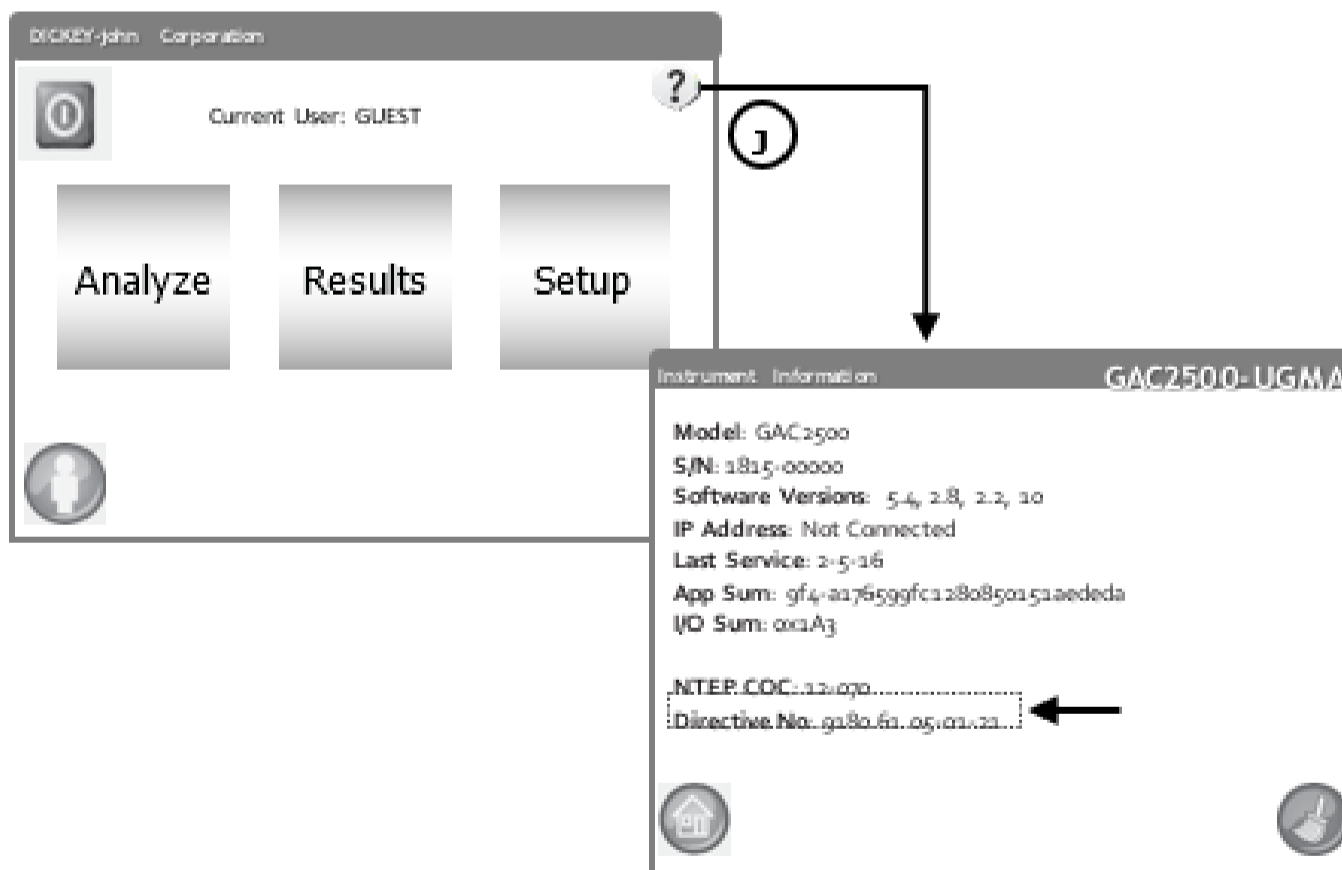 DICKEY-john Corporation
?
Current User: GUEST
J
Analyze Results Setup
Instrument Information GAC2500-UGMA
Model: GAC2500
S/N: 1815-00000
Software Versions: 5.4, 2.8, 2.2, 10
IP Address: Not Connected
Last Service: 2-5-16
App Sum: 9f4-a176599fc1280850151aededa
I/O Sum: 0x1A3
NTEP COC: 12-070
Directive No: 9180.61 05-01-21